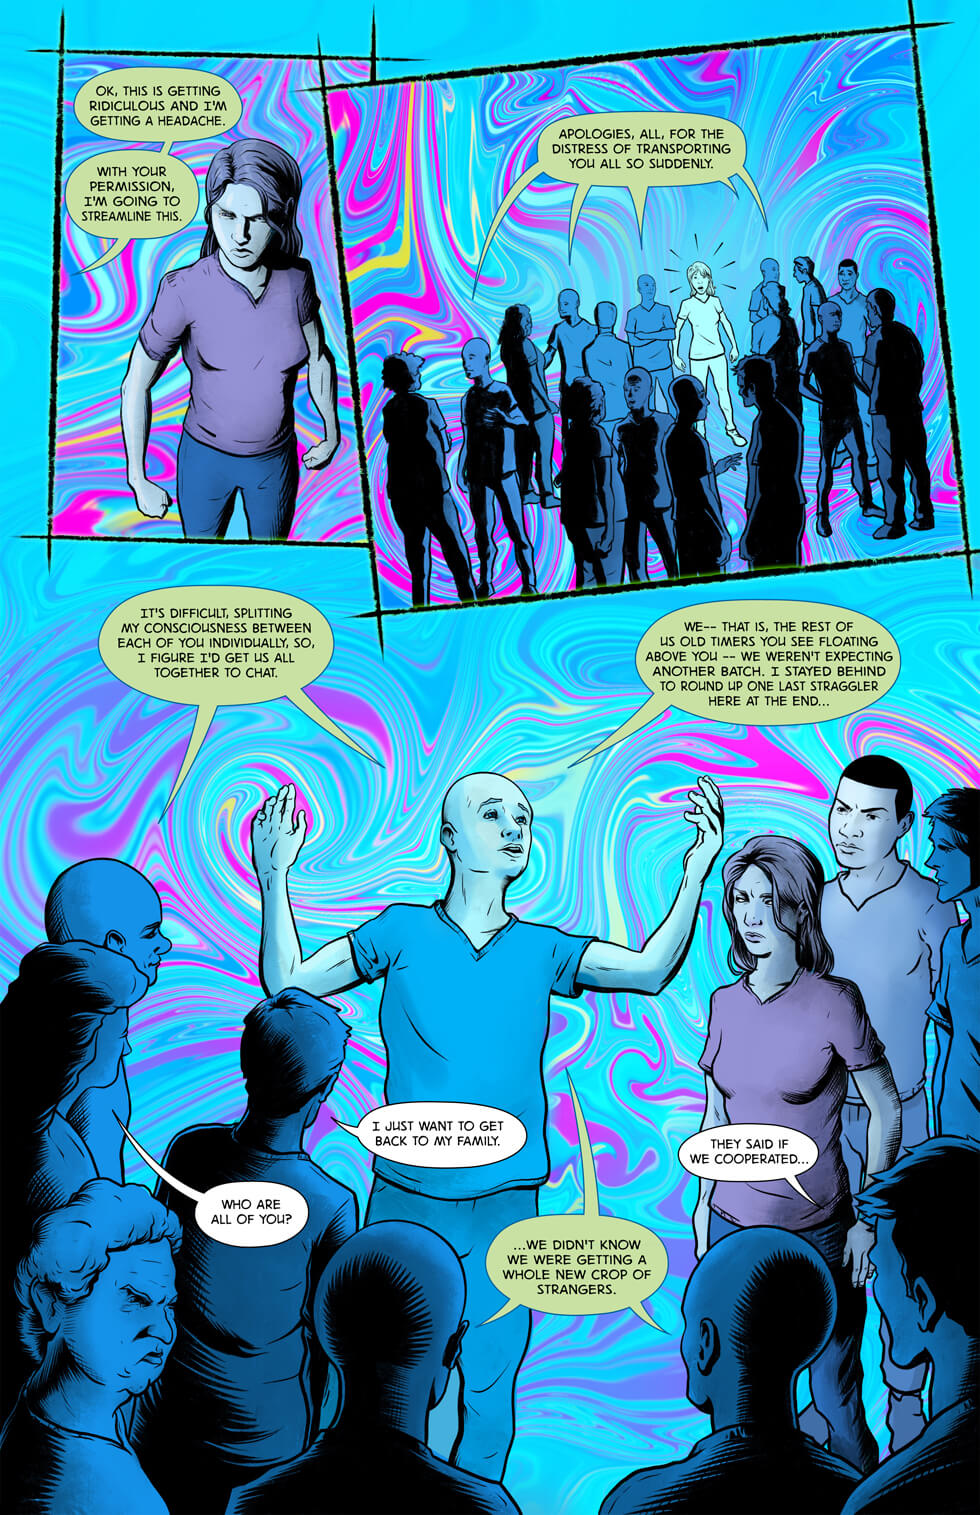 OK, THIS IS GETTING
RIDICULOUS AND I'M
GETTING A HEADACHE.
WITH YOUR
PERMISSION,
I'M GOING TO
STREAMLINE THIS.
APOLOGIES, ALL, FOR THE
DISTRESS OF TRANSPORTING
YOU ALL SO SUDDENLY.
IT'S DIFFICULT, SPLITTING
MY CONSCIOUSNESS BETWEEN
EACH OF YOU INDIVIDUALLY, SO,
I FIGURE I'D GET US ALL
TOGETHER TO CHAT.
WE-- THAT IS, THE REST OF
US OLD TIMERS YOU SEE FLOATING
ABOVE YOU -- WE WEREN'T EXPECTING
ANOTHER BATCH. I STAYED BEHIND
TO ROUND UP ONE LAST STRAGGLER
HERE AT THE END...
I JUST WANT TO GET
BACK TO MY FAMILY.
THEY SAID IF
WE COOPERATED...
WHO ARE
ALL OF YOU?
...WE DIDN'T KNOW
WE WERE GETTING A
WHOLE NEW CROP OF
STRANGERS.